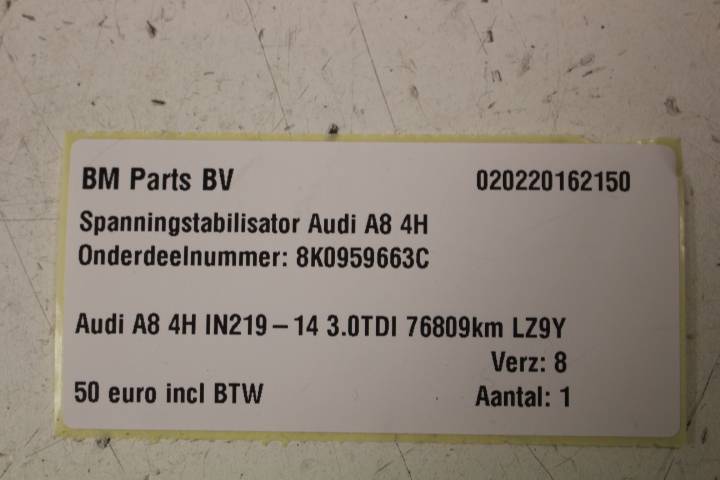 BM Parts BV 020220162150
Spanningstabilisator Audi A8 4H
Onderdeelnummer: 8K0959663C
Audi A8 4H IN219 – 14 3.0TDI 76809km LZ9Y
Verz: 8
50 euro incl BTW Aantal: 1